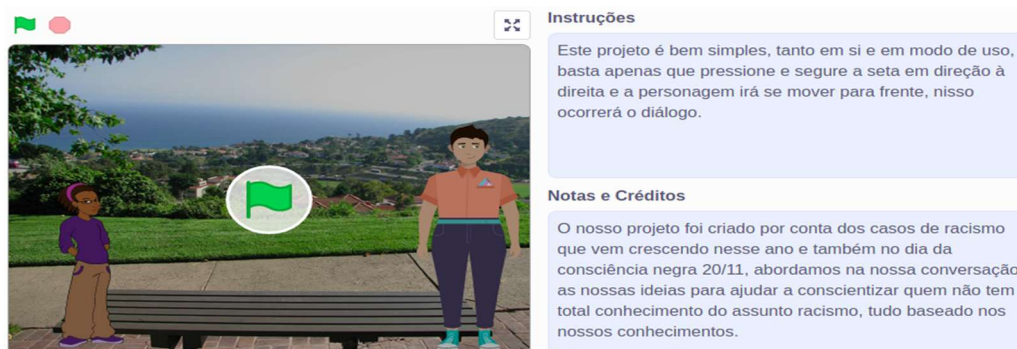 Instruções
Este projeto é bem simples, tanto em si e em modo de uso,
basta apenas que pressione e segure a seta em direção à
direita e a personagem irá se mover para frente, nisso
ocorrerá o diálogo.
Notas e Créditos
O nosso projeto foi criado por conta dos casos de racismo
que vem crescendo nesse ano e também no dia da
consciência negra 20/11, abordamos na nossa conversação
as nossas ideias para ajudar a conscientizar quem não tem
total conhecimento do assunto racismo, tudo baseado nos
nossos conhecimentos.